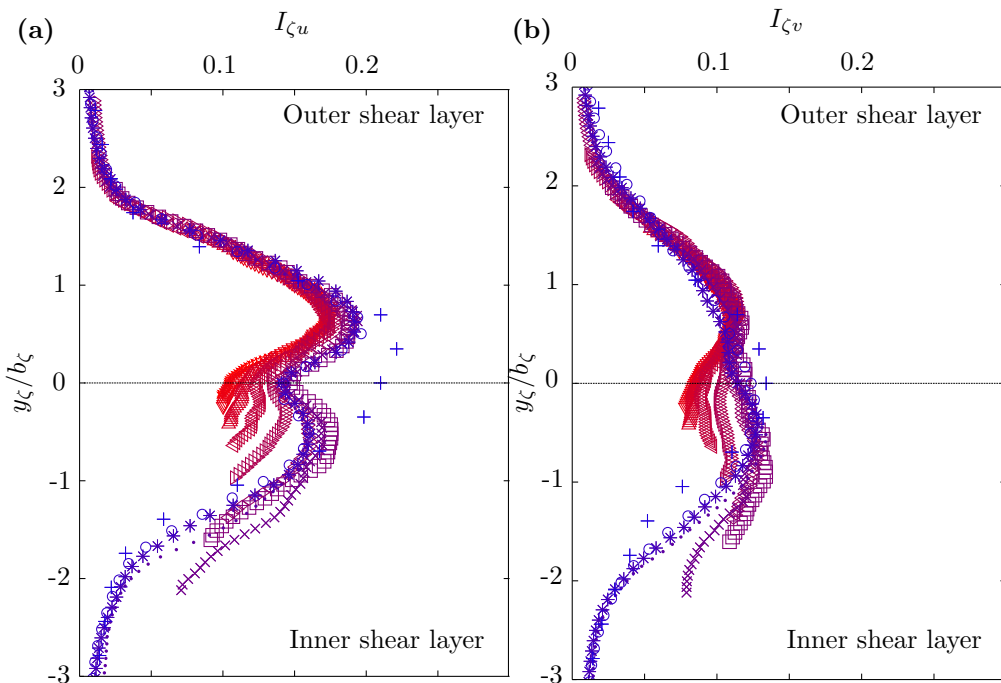 (a) I_{ζu}
0 0.1 0.2
3
Outer shear layer
2
1
0
y_ζ/b_ζ
-1
-2
Inner shear layer
-3
(b) I_{ζv}
0 0.1 0.2
3
Outer shear layer
2
1
0
y_ζ/b_ζ
-1
-2
Inner shear layer
-3